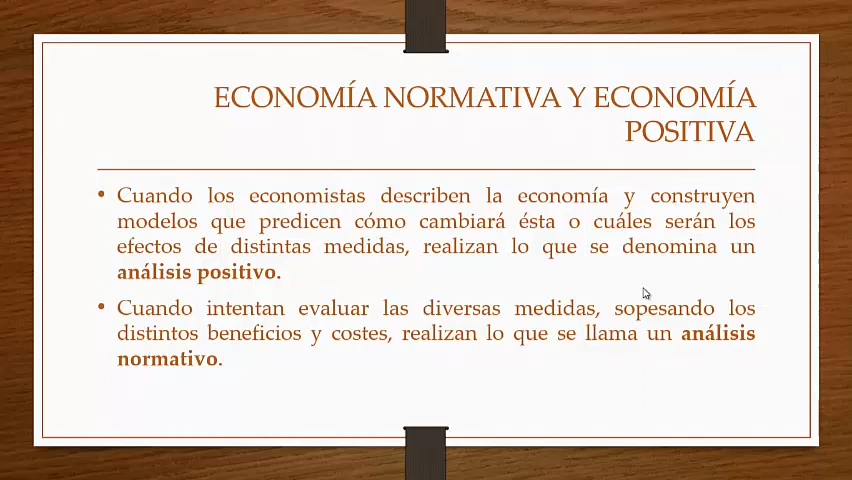 ECONOMÍA NORMATIVA Y ECONOMÍA
POSITIVA
• Cuando los economistas describen la economía y construyen
modelos que predicen cómo cambiará ésta o cuáles serán los
efectos de distintas medidas, realizan lo que se denomina un
análisis positivo.
• Cuando intentan evaluar las diversas medidas, sopesando los
distintos beneficios y costes, realizan lo que se llama un análisis
normativo.